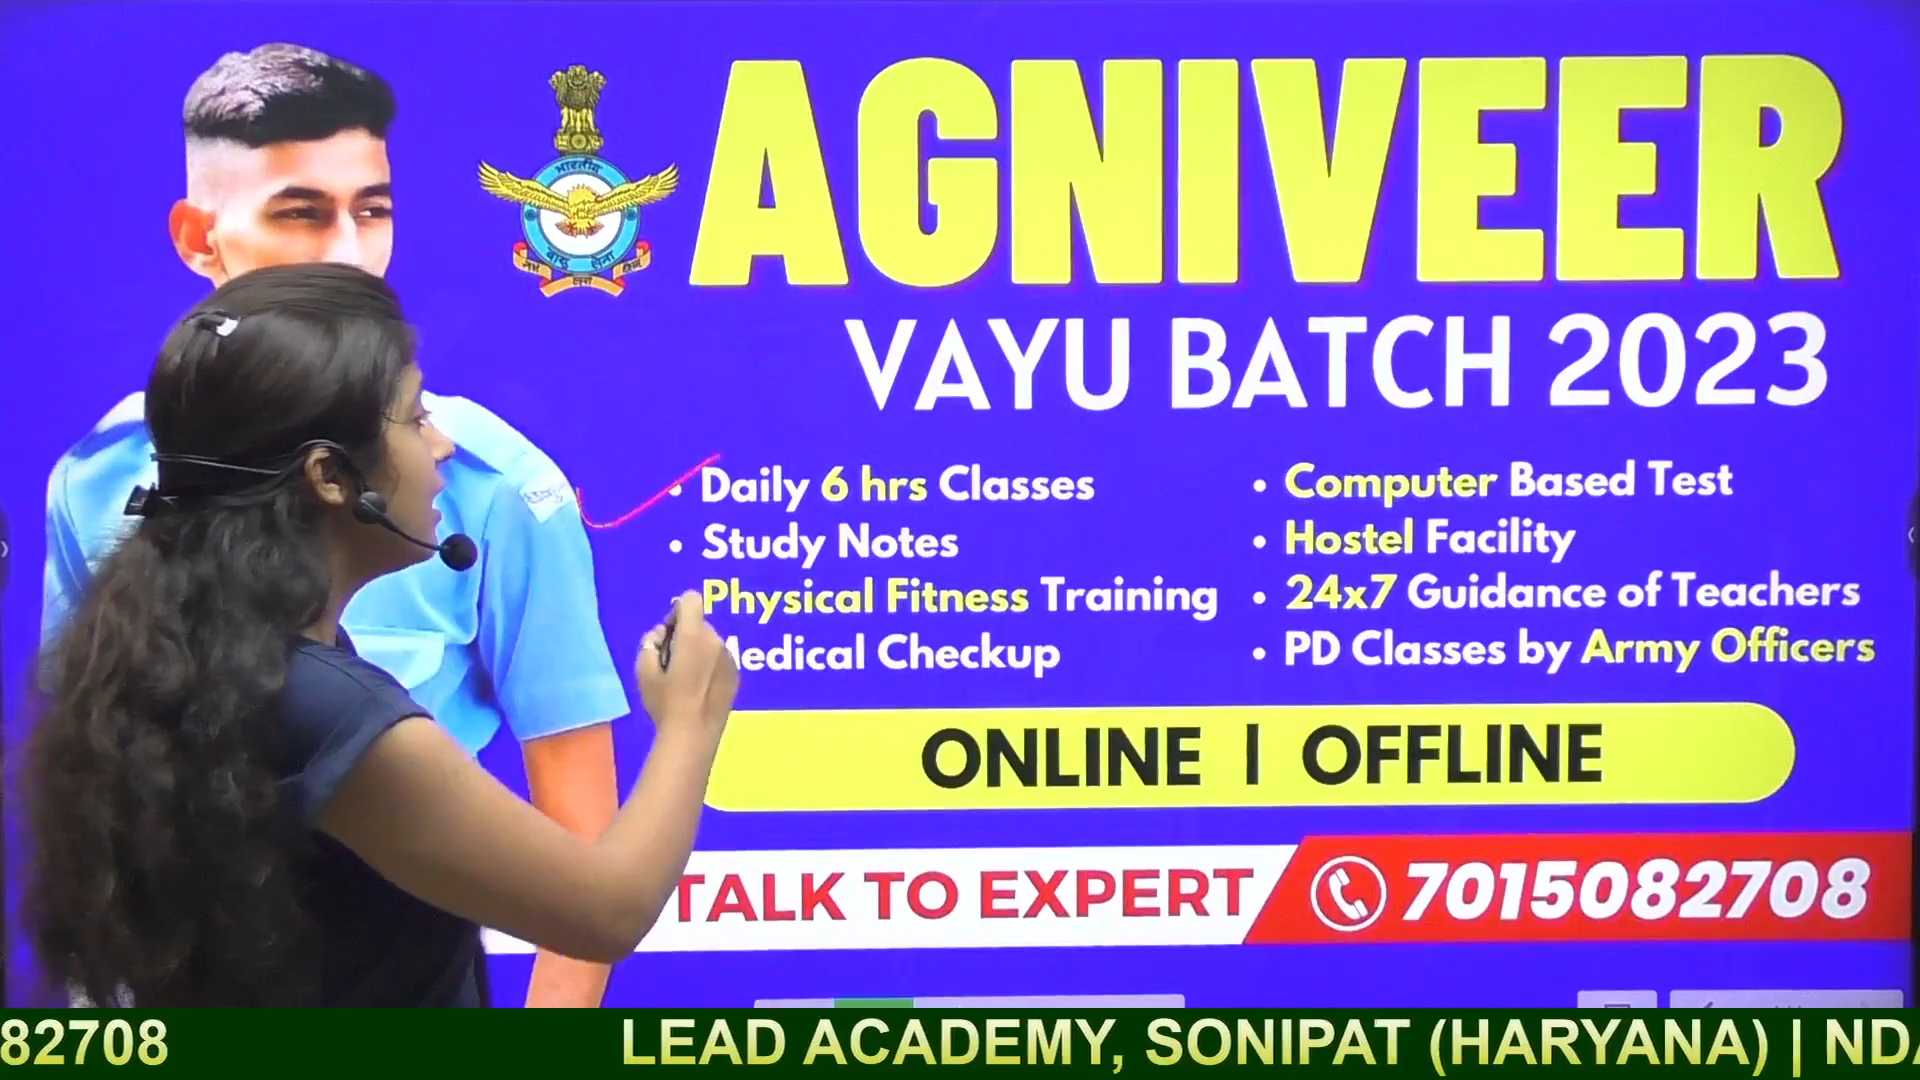 AGNIVEER
VAYU BATCH 2023
• Daily 6 hrs Classes
• Study Notes
• Physical Fitness Training
Medical Checkup
• Computer Based Test
• Hostel Facility
• 24x7 Guidance of Teachers
• PD Classes by Army Officers
ONLINE | OFFLINE
TALK TO EXPERT
7015082708
82708 LEAD ACADEMY, SONIPAT (HARYANA) | NDA